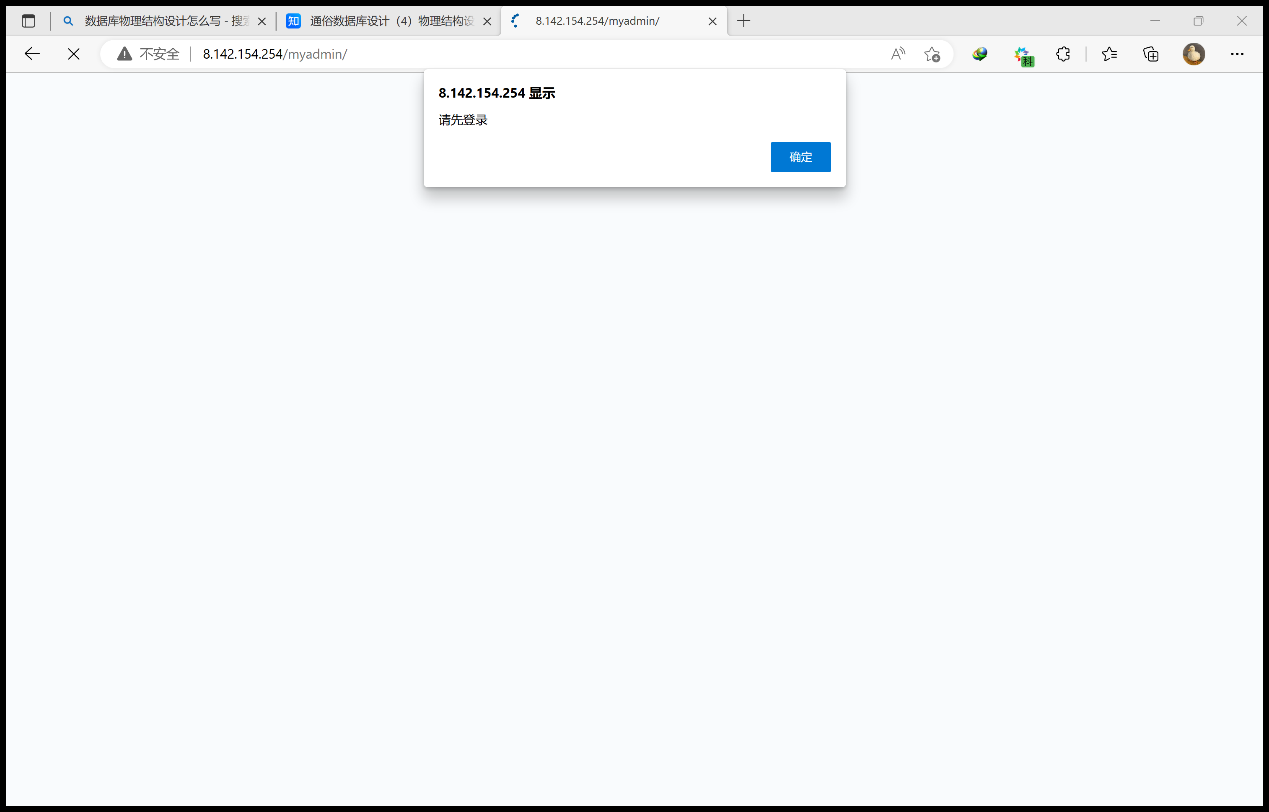 数据库物理结构设计怎么写 - 搜
知
通俗数据库设计（4）物理结构设
8.142.154.254/myadmin/
不安全
8.142.154.254/myadmin/
A
科
8.142.154.254 显示
请先登录
确定